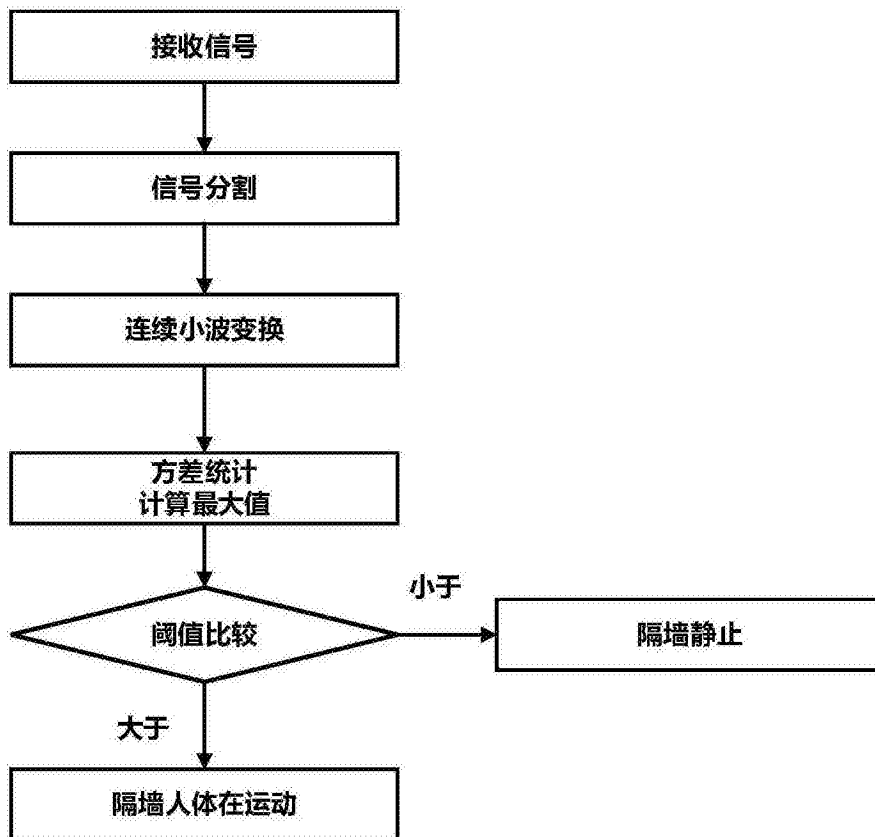 接收信号
信号分割
连续小波变换
方差统计
计算最大值
阈值比较
小于
隔墙静止
大于
隔墙人体在运动